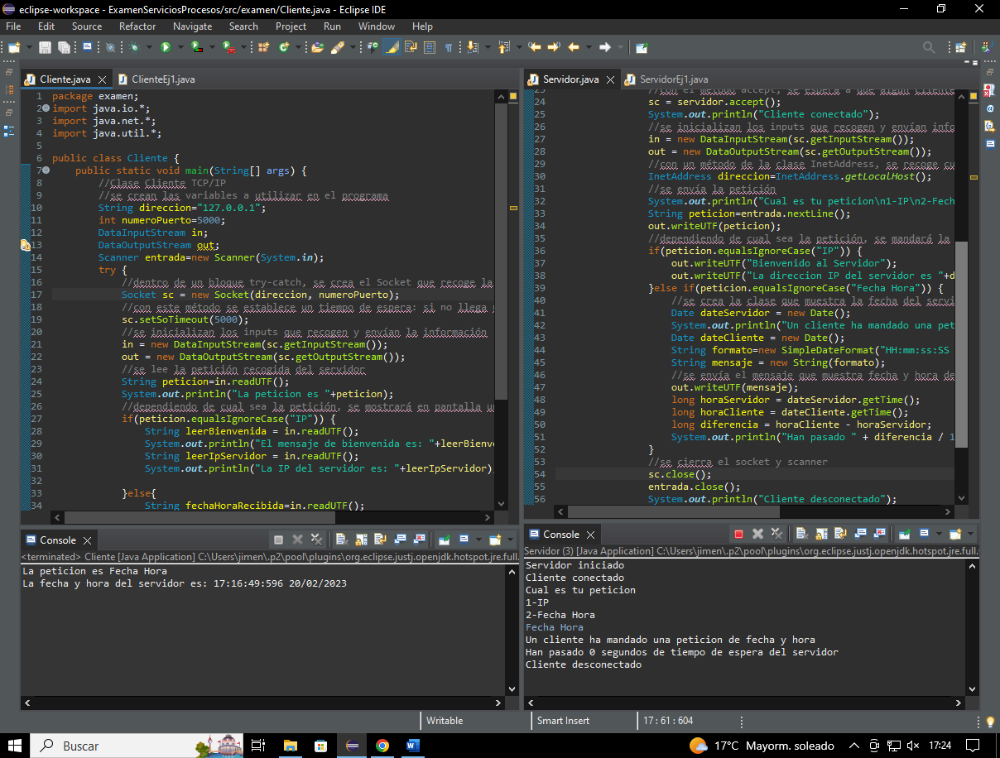 eclipse-workspace - ExamenServiciosProcesos/src/examen/Cliente.java - Eclipse IDE
File Edit Source Refactor Navigate Search Project Run Window Help
Cliente.java ClienteEj1.java
1 package examen;
2 import java.io.*;
3 import java.net.*;
4 import java.util.*;
5
6 public class Cliente {
7 public static void main(String[] args) {
8 //Clase Cliente TCP/IP
9 //se crean las variables a utilizar en el programa
10 String direccion="127.0.0.1";
11 int numeroPuerto=5000;
12 DataInputStream in;
13 DataOutputStream out;
14 Scanner entrada=new Scanner(System.in);
15 try {
16 //dentro de un bloque try-catch, se crea el Socket que recoge la
17 Socket sc = new Socket(direccion, numeroPuerto);
18 //con este método se establece un tiempo de espera: si no llega
19 sc.setSoTimeout(5000);
20 //se inicializan los inputs que recogen y envían la información
21 in = new DataInputStream(sc.getInputStream());
22 out = new DataOutputStream(sc.getOutputStream());
23 //se lee la petición recogida del servidor
24 String peticion=in.readUTF();
25 System.out.println("La peticion es "+peticion);
26 //dependiendo de cual sea la petición, se mostrará en pantalla u
27 if(peticion.equalsIgnoreCase("IP")) {
28 String leerBienvenida = in.readUTF();
29 System.out.println("El mensaje de bienvenida es: "+leerBienve
30 String leerIpServidor = in.readUTF();
31 System.out.println("La IP del servidor es: "+leerIpServidor)
32
33 }else{
34 String fechaHoraRecibida=in.readUTF();
Servidor.java ServidorEj1.java
23 //con el método accept, se espera a que algún cliente
24 sc = servidor.accept();
25 System.out.println("Cliente conectado");
26 //se inicializan los inputs que recogen y envían info
27 in = new DataInputStream(sc.getInputStream());
28 out = new DataOutputStream(sc.getOutputStream());
29 //con un método de la clase InetAddress, se recoge cu
30 InetAddress direccion=InetAddress.getLocalHost();
31 //se envía la petición
32 System.out.println("Cual es tu peticion\n1-IP\n2-Fech
33 String peticion=entrada.nextLine();
34 out.writeUTF(peticion);
35 //dependiendo de cual sea la petición, se mandará la
36 if(peticion.equalsIgnoreCase("IP")) {
37 out.writeUTF("Bienvenido al Servidor");
38 out.writeUTF("La direccion IP del servidor es "+d
39 }else if(peticion.equalsIgnoreCase("Fecha Hora")) {
40 //se crea la clase que muestra la fecha del servi
41 Date dateServidor = new Date();
42 System.out.println("Un cliente ha mandado una pet
43 Date dateCliente = new Date();
44 String formato=new SimpleDateFormat("HH:mm:ss:SS
45 String mensaje = new String(formato);
46 //se envía el mensaje que muestra fecha y hora de
47 out.writeUTF(mensaje);
48 long horaServidor = dateServidor.getTime();
49 long horaCliente = dateCliente.getTime();
50 long diferencia = horaCliente - horaServidor;
51 System.out.println("Han pasado " + diferencia / 1
52 }
53 //se cierra el socket y scanner
54 sc.close();
55 entrada.close();
56 System.out.println("Cliente desconectado");
Console
<terminated> Cliente [Java Application] C:\Users\jimen\.p2\pool\plugins\org.eclipse.justj.openjdk.hotspot.jre.full.
La peticion es Fecha Hora
La fecha y hora del servidor es: 17:16:49:596 20/02/2023
Console
Servidor (3) [Java Application] C:\Users\jimen\.p2\pool\plugins\org.eclipse.justj.openjdk.hotspot.jre.full.
Servidor iniciado
Cliente conectado
Cual es tu peticion
1-IP
2-Fecha Hora
Fecha Hora
Un cliente ha mandado una peticion de fecha y hora
Han pasado 0 segundos de tiempo de espera del servidor
Cliente desconectado
Writable Smart Insert 17 : 61 : 604
Buscar 17°C Mayorm. soleado 17:24